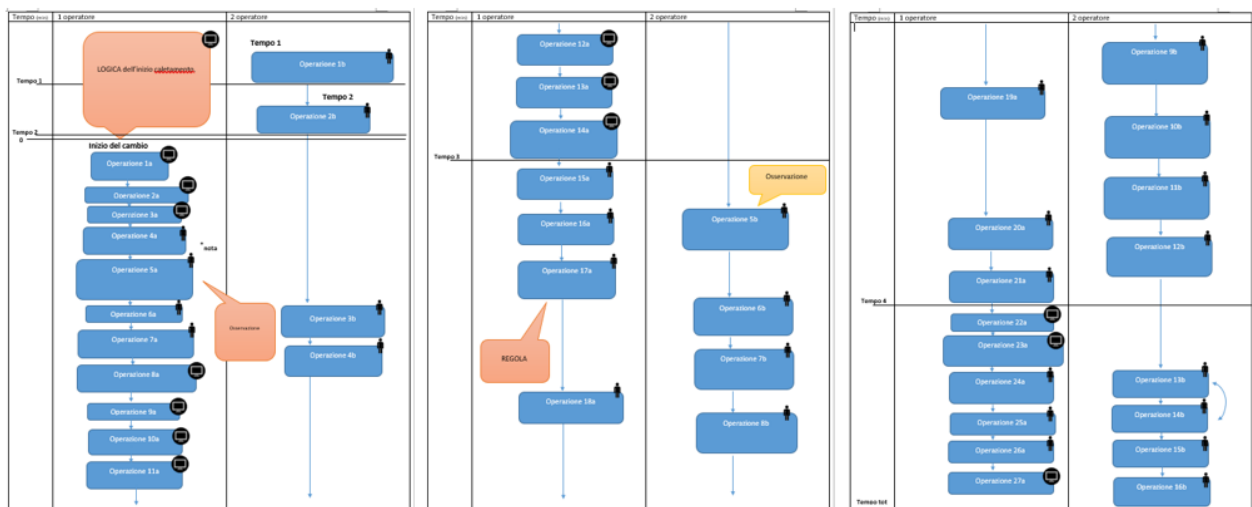 Tempo (min) 1 operatore 2 operatore
Tempo 1
Operazione 1b
LOGICA dell'inizio calettamento.
Tempo 1
Tempo 2
Operazione 2b
Tempo 2
0
Inizio del cambio
Operazione 1a
Operazione 2a
Operazione 3a
Operazione 4a
* nota
Operazione 5a
Operazione 6a
Osservazione
Operazione 3b
Operazione 7a
Operazione 4b
Operazione 8a
Operazione 9a
Operazione 10a
Operazione 11a
Tempo (min) 1 operatore 2 operatore
Operazione 12a
Operazione 13a
Operazione 14a
Tempo 3
Operazione 15a
Osservazione
Operazione 16a
Operazione 5b
Operazione 17a
Operazione 6b
REGOLA
Operazione 7b
Operazione 18a
Operazione 8b
Tempo (min) 1 operatore 2 operatore
Operazione 9b
Operazione 19a
Operazione 10b
Operazione 11b
Operazione 20a
Operazione 12b
Operazione 21a
Tempo 4
Operazione 22a
Operazione 23a
Operazione 24a
Operazione 13b
Operazione 14b
Operazione 25a
Operazione 26a
Operazione 15b
Operazione 27a
Operazione 16b
Tempo tot